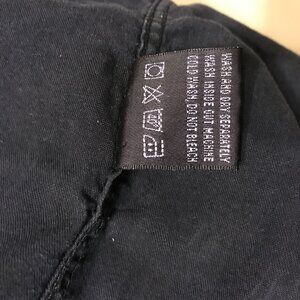 WASH AND DRY SEPARATELY
WASH INSIDE OUT MACHINE
COLD WASH, DO NOT BLEACH